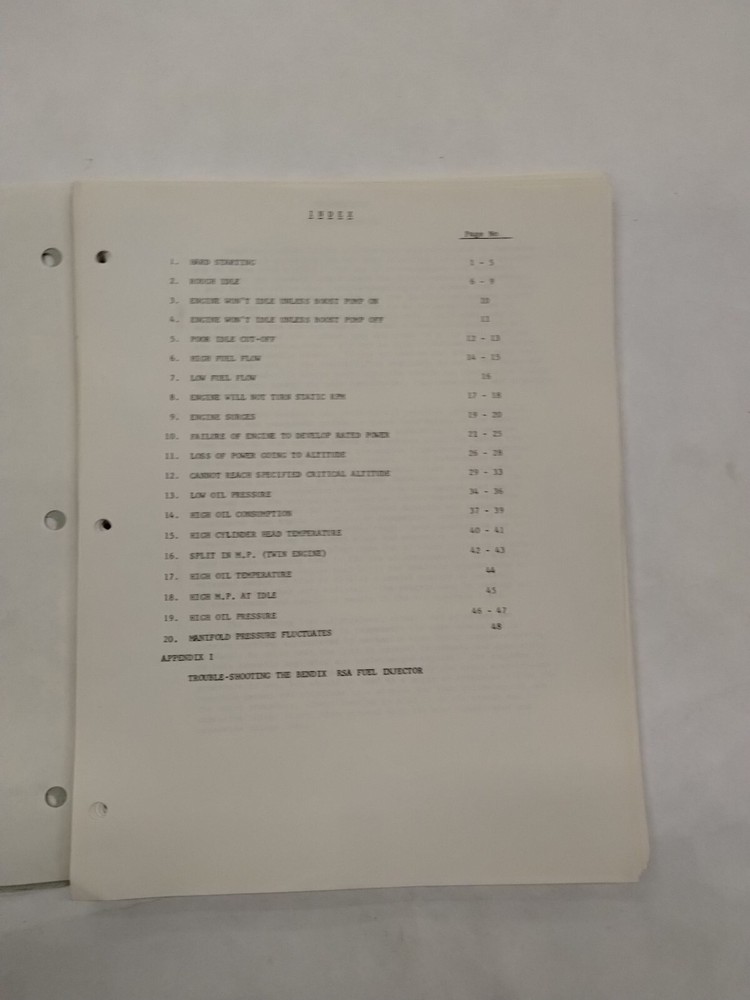 INDEX
Page No
1. HARD STARTING 1 - 5
2. ROUGH IDLE 6 - 9
3. ENGINE WON'T IDLE UNLESS BOOST PUMP ON 10
4. ENGINE WON'T IDLE UNLESS BOOST PUMP OFF 11
5. POOR IDLE CUT-OFF 12 - 13
6. HIGH FUEL FLOW 14 - 15
7. LOW FUEL FLOW 16
8. ENGINE WILL NOT TURN STATIC RPM 17 - 18
9. ENGINE SURGES 19 - 20
10. FAILURE OF ENGINE TO DEVELOP RATED POWER 21 - 25
11. LOSS OF POWER GOING TO ALTITUDE 26 - 28
12. CANNOT REACH SPECIFIED CRITICAL ALTITUDE 29 - 33
13. LOW OIL PRESSURE 34 - 36
14. HIGH OIL CONSUMPTION 37 - 39
15. HIGH CYLINDER HEAD TEMPERATURE 40 - 41
16. SPLIT IN M.P. (TWIN ENGINE) 42 - 43
17. HIGH OIL TEMPERATURE 44
18. HIGH M.P. AT IDLE 45
19. HIGH OIL PRESSURE 46 - 47
20. MANIFOLD PRESSURE FLUCTUATES 48
APPENDIX I
TROUBLE-SHOOTING THE BENDIX RSA FUEL INJECTOR